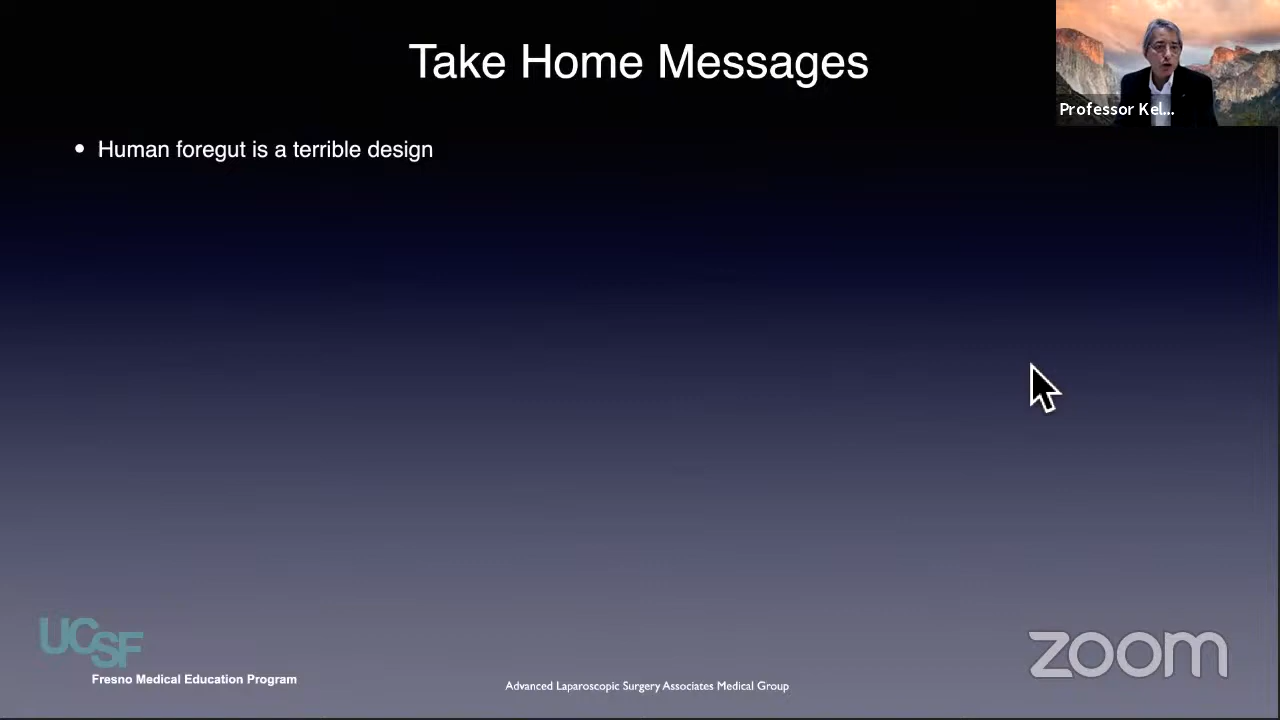 Take Home Messages
Professor Kel...
• Human foregut is a terrible design
UCSF
Fresno Medical Education Program
Advanced Laparoscopic Surgery Associates Medical Group
zoom